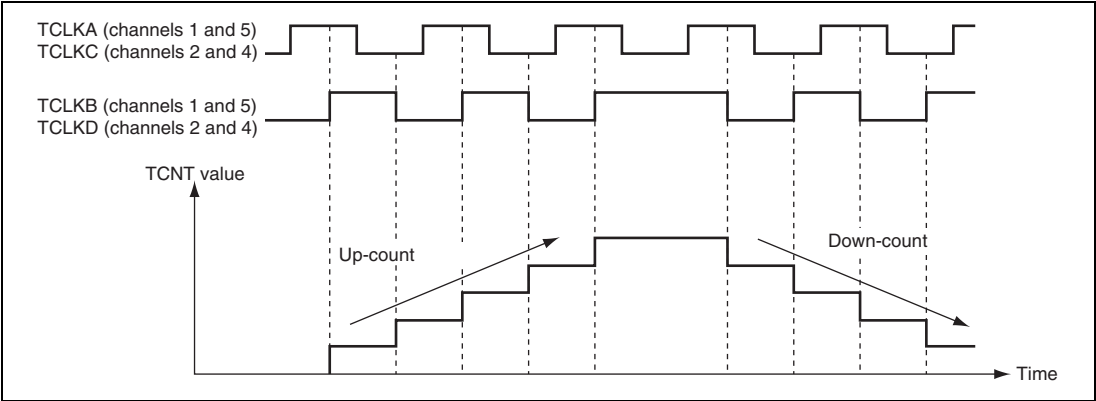 TCLKA (channels 1 and 5)
TCLKC (channels 2 and 4)
TCLKB (channels 1 and 5)
TCLKD (channels 2 and 4)
TCNT value
Up-count
Down-count
Time